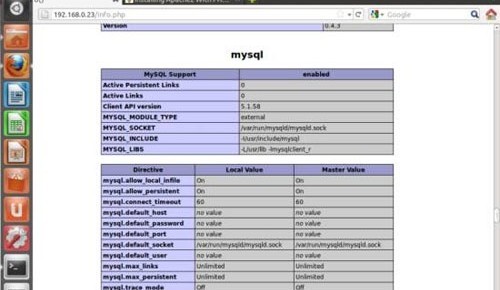 192.168.0.23/info.php
Google
Version 0.4.3
mysql
MySQL Support enabled
Active Persistent Links 0
Active Links 0
Client API version 5.1.58
MYSQL_MODULE_TYPE external
MYSQL_SOCKET /var/run/mysqld/mysqld.sock
MYSQL_INCLUDE -I/usr/include/mysql
MYSQL_LIBS -L/usr/lib -lmysqlclient_r
Directive Local Value Master Value
mysql.allow_local_infile On On
mysql.allow_persistent On On
mysql.connect_timeout 60 60
mysql.default_host no value no value
mysql.default_password no value no value
mysql.default_port no value no value
mysql.default_socket /var/run/mysqld/mysqld.sock /var/run/mysqld/mysqld.sock
mysql.default_user no value no value
mysql.max_links Unlimited Unlimited
mysql.max_persistent Unlimited Unlimited
mysql.trace_mode Off Off